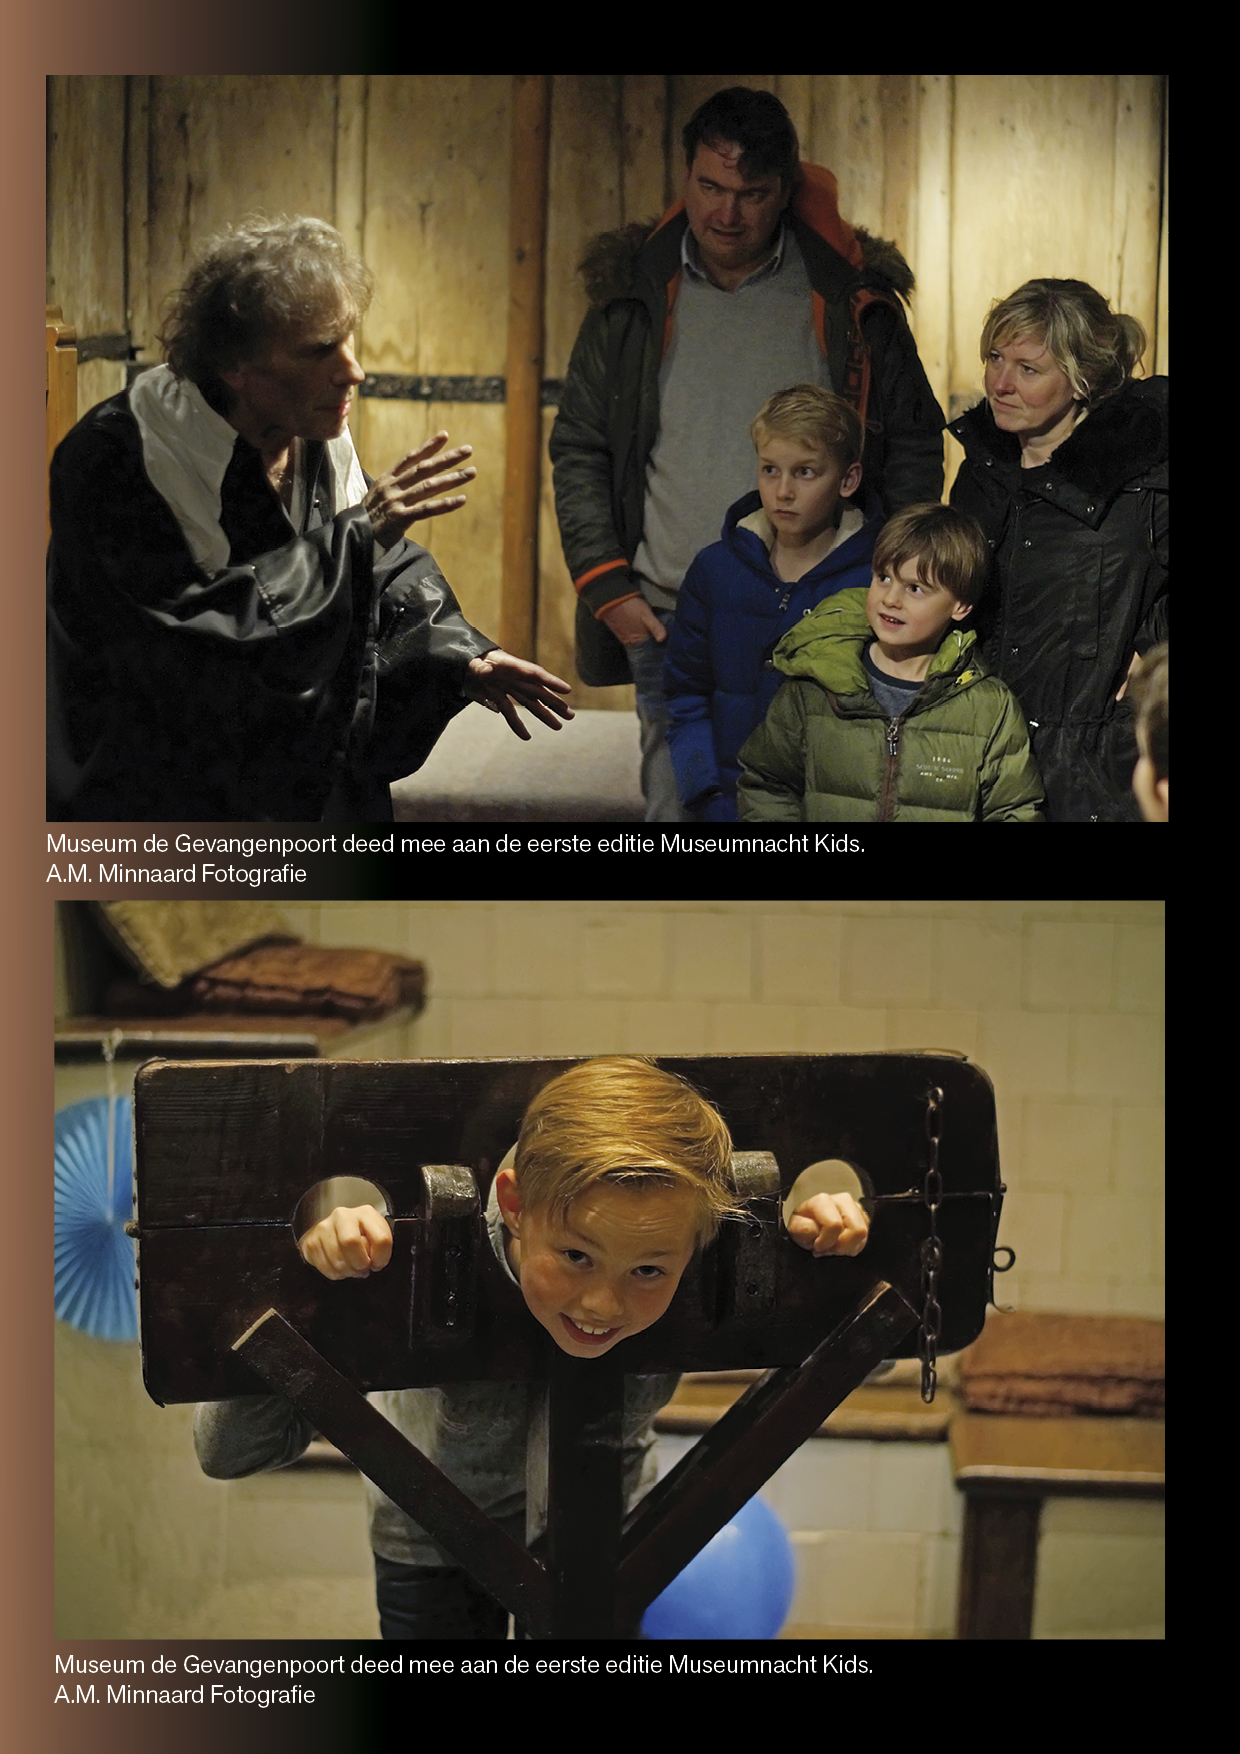 Museum de Gevangenpoort deed mee aan de eerste editie Museumnacht Kids.
A.M. Minnaard Fotografie
Museum de Gevangenpoort deed mee aan de eerste editie Museumnacht Kids.
A.M. Minnaard Fotografie